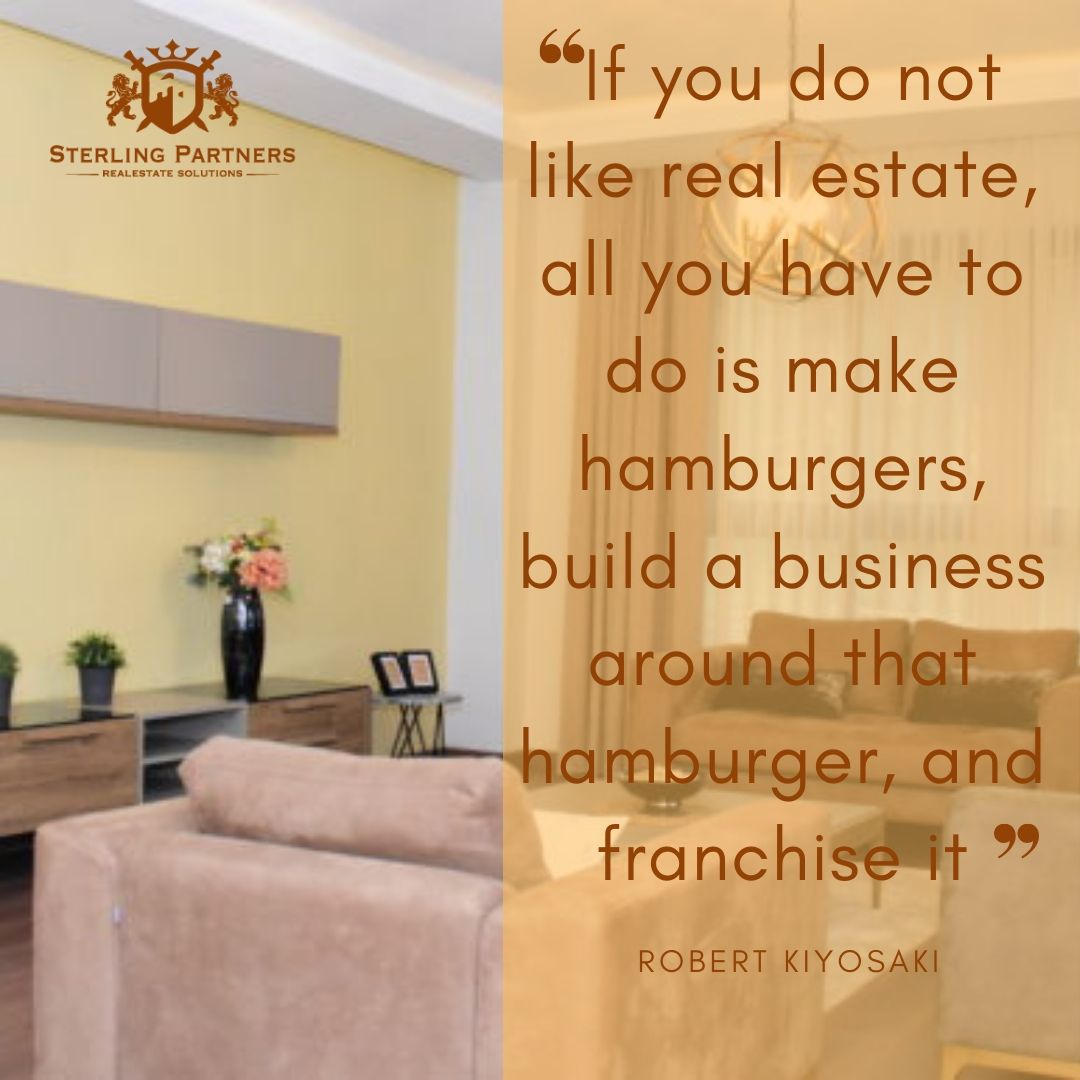 STERLING PARTNERS
REALESTATE SOLUTIONS
❝If you do not
like real estate,
all you have to
do is make
hamburgers,
build a business
around that
hamburger, and
franchise it ❞
ROBERT KIYOSAKI